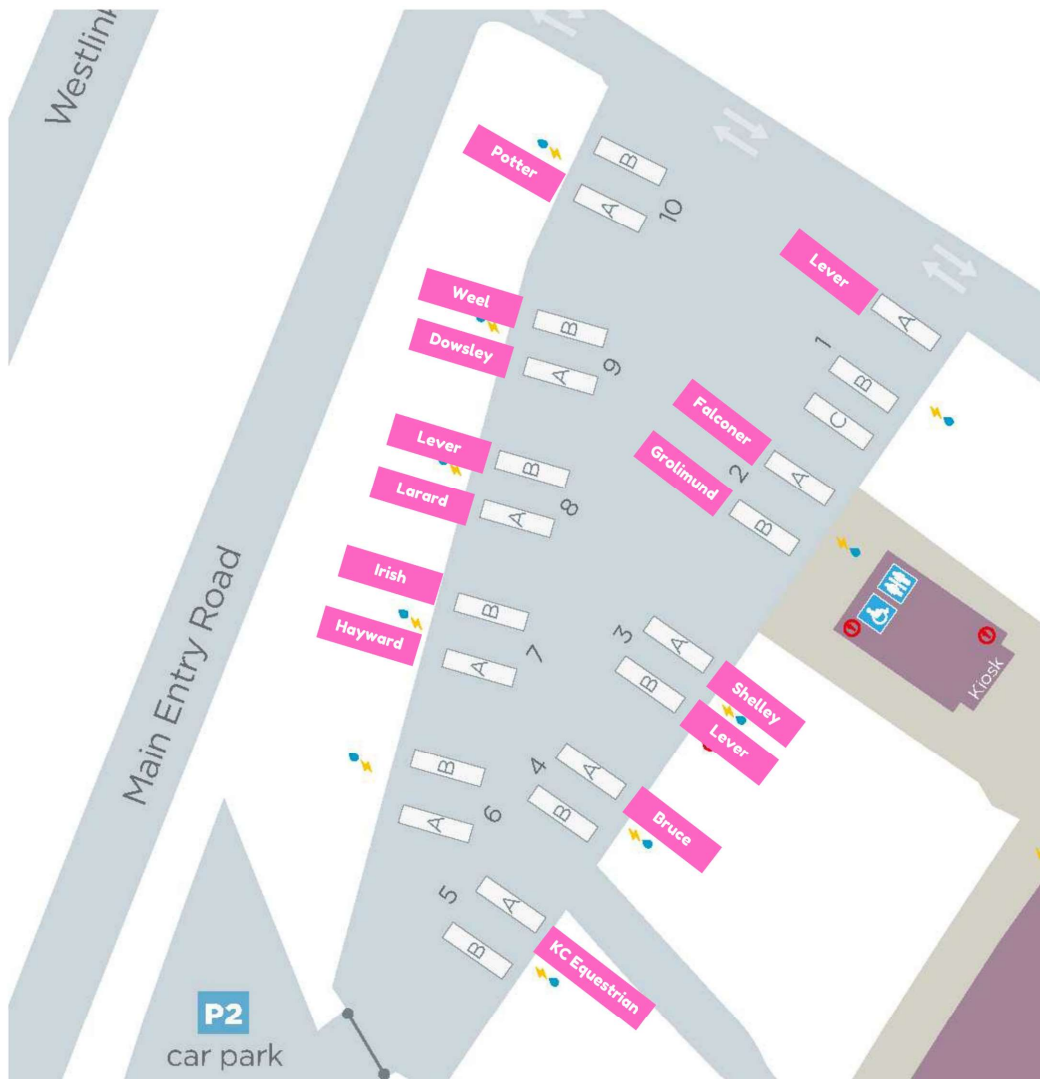 Westlink
Main Entry Road
Potter
B
A
10
Weel
Dowsley
B
A
9
Lever
Larard
B
A
8
Irish
Hayward
B
A
7
B
A
6
Lever
A
1
B
C
Falconer
Grolimund
2
A
B
3
A
B
Shelley
Lever
4
A
B
Bruce
5
A
B
KC Equestrian
Kiosk
P2
car park